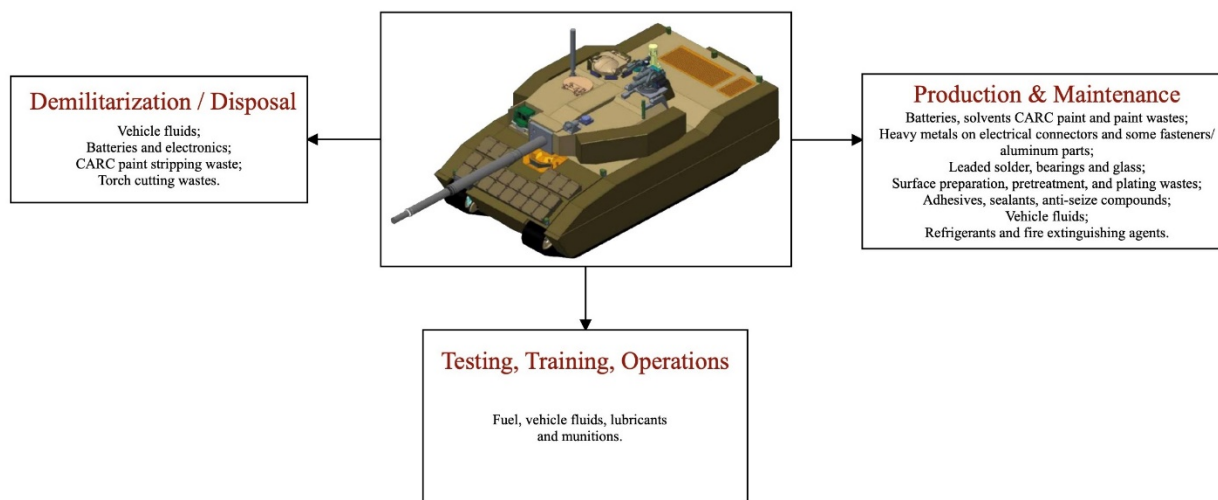 Demilitarization / Disposal
Vehicle fluids;
Batteries and electronics;
CARC paint stripping waste;
Torch cutting wastes.
Production & Maintenance
Batteries, solvents CARC paint and paint wastes;
Heavy metals on electrical connectors and some fasteners/
aluminum parts;
Leaded solder, bearings and glass;
Surface preparation, pretreatment, and plating wastes;
Adhesives, sealants, anti-seize compounds;
Vehicle fluids;
Refrigerants and fire extinguishing agents.
Testing, Training, Operations
Fuel, vehicle fluids, lubricants
and munitions.